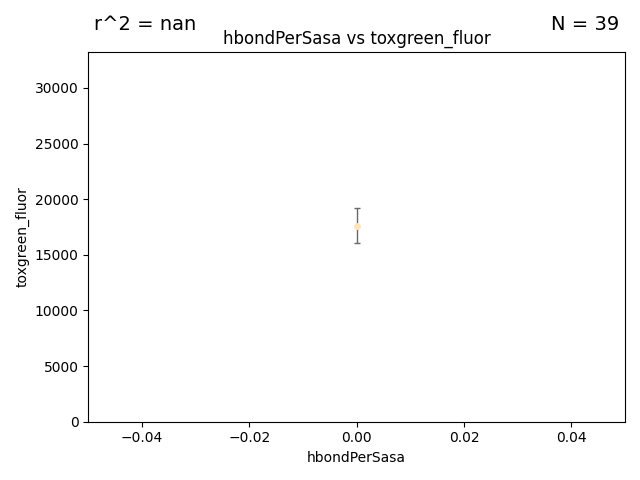 r^2 = nan
N = 39
hbondPerSasa vs toxgreen_fluor
30000
25000
20000
15000
10000
5000
0
toxgreen_fluor
−0.04
−0.02
0.00
0.02
0.04
hbondPerSasa